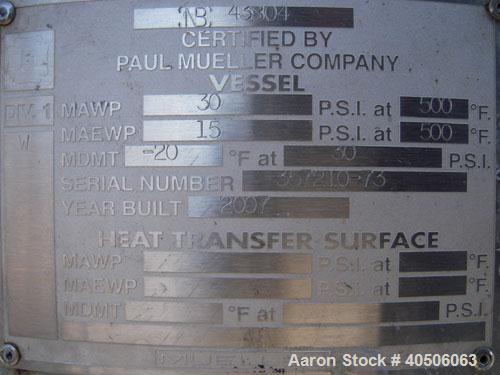 NB 43304
CERTIFIED BY
PAUL MUELLER COMPANY
VESSEL
DIV. 1
W
MAWP 30 P.S.I. at 500 °F.
MAEWP 15 P.S.I. at 500 °F.
MDMT -20 °F at 30 P.S.I.
SERIAL NUMBER
YEAR BUILT 2007
HEAT TRANSFER SURFACE
MAWP P.S.I. at °F.
MAEWP P.S.I. at °F.
MDMT °F at P.S.I.
Aaron Stock # 40506063